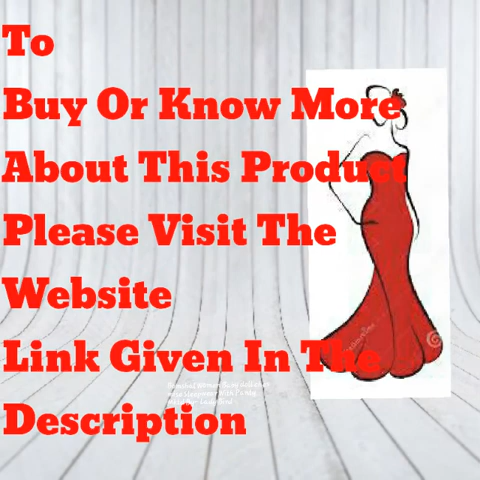 To
Buy Or Know More
About This Product
Please Visit The
Website
Link Given In The
Description